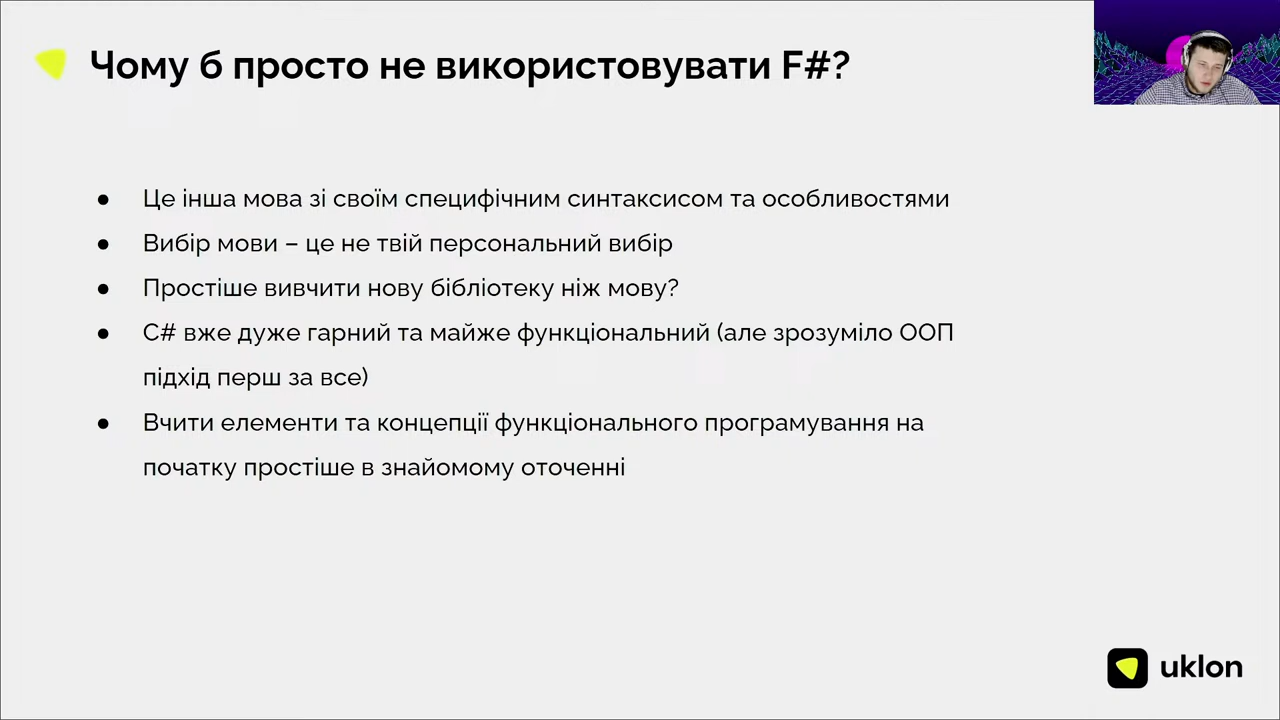 Чому б просто не використовувати F#?
● Це інша мова зі своїм специфічним синтаксисом та особливостями
● Вибір мови – це не твій персональний вибір
● Простіше вивчити нову бібліотеку ніж мову?
● C# вже дуже гарний та майже функціональний (але зрозуміло ООП
підхід перш за все)
● Вчити елементи та концепції функціонального програмування на
початку простіше в знайомому оточенні
uklon